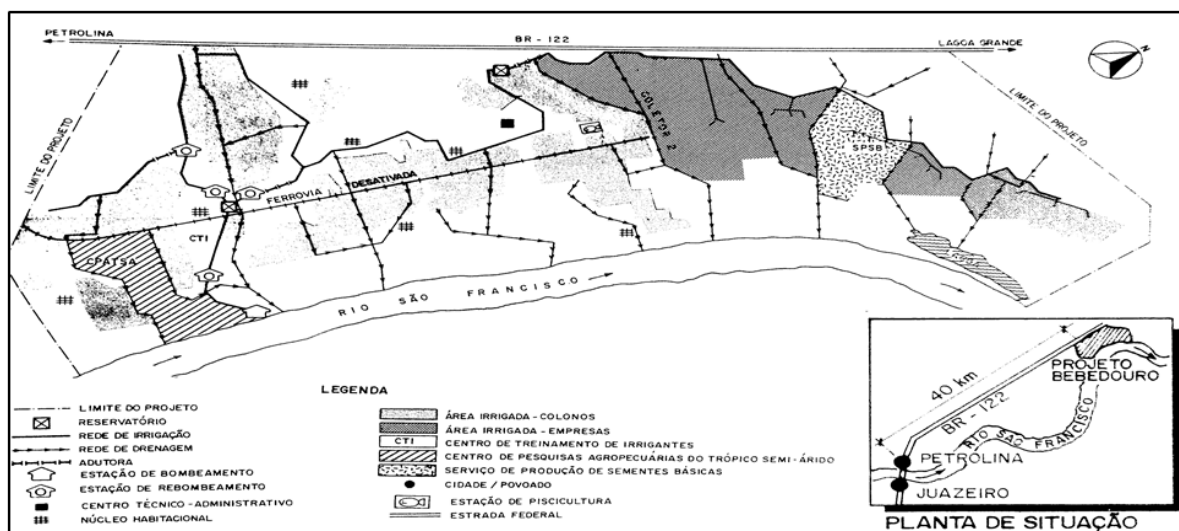 PETROLINA
BR-122
LAGOA GRANDE
N
LIMITE DO PROJETO
LIMITE DO PROJETO
COLETOR 2
SPSB
FERROVIA DESATIVADA
CTI
CPATSA
RIO SÃO FRANCISCO
LEGENDA
LIMITE DO PROJETO
RESERVATÓRIO
REDE DE IRRIGAÇÃO
REDE DE DRENAGEM
ADUTORA
ESTAÇÃO DE BOMBEAMENTO
ESTAÇÃO DE REBOMBEAMENTO
CENTRO TÉCNICO-ADMINISTRATIVO
NÚCLEO HABITACIONAL
ÁREA IRRIGADA-COLONOS
ÁREA IRRIGADA-EMPRESAS
CTI CENTRO DE TREINAMENTO DE IRRIGANTES
CENTRO DE PESQUISAS AGROPECUÁRIAS DO TRÓPICO SEMI-ÁRIDO
SERVIÇO DE PRODUÇÃO DE SEMENTES BÁSICAS
CIDADE / POVOADO
ESTAÇÃO DE PISCICULTURA
ESTRADA FEDERAL
40 km
PROJETO
BEBEDOURO
BR-122
RIO SÃO FRANCISCO
PETROLINA
JUAZEIRO
PLANTA DE SITUAÇÃO